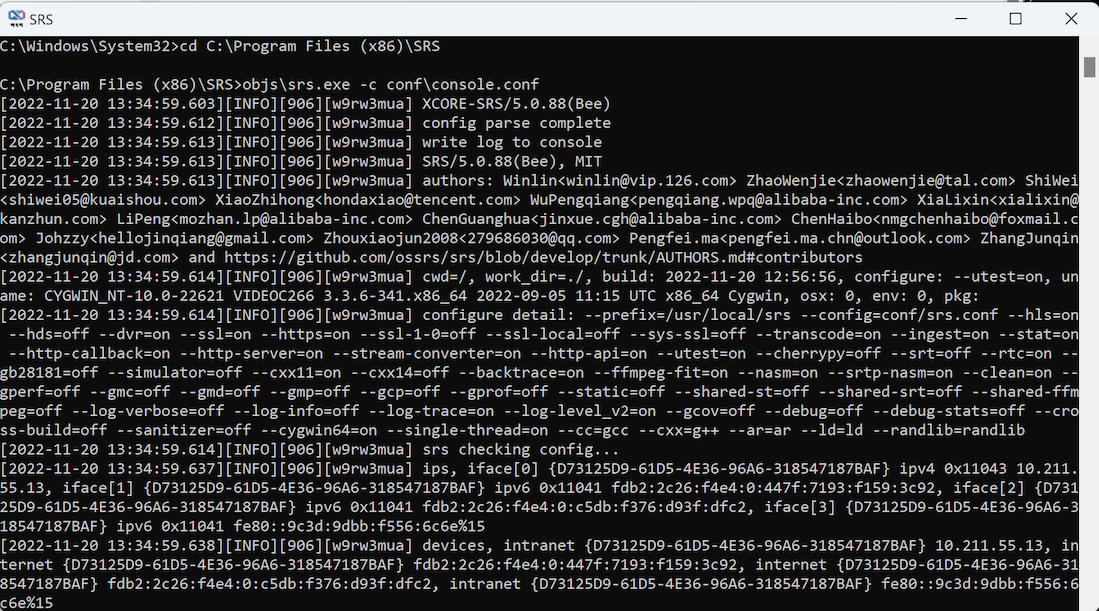 SRS
C:\Windows\System32>cd C:\Program Files (x86)\SRS
C:\Program Files (x86)\SRS>objs\srs.exe -c conf\console.conf
[2022-11-20 13:34:59.603][INFO][906][w9rw3mua] XCORE-SRS/5.0.88(Bee)
[2022-11-20 13:34:59.612][INFO][906][w9rw3mua] config parse complete
[2022-11-20 13:34:59.613][INFO][906][w9rw3mua] write log to console
[2022-11-20 13:34:59.613][INFO][906][w9rw3mua] SRS/5.0.88(Bee), MIT
[2022-11-20 13:34:59.613][INFO][906][w9rw3mua] authors: Winlin<winlin@vip.126.com> ZhaoWenjie<zhaowenjie@tal.com> ShiWei
<shiwei05@kuaishou.com> XiaoZhihong<hondaxiao@tencent.com> WuPengqiang<pengqiang.wpq@alibaba-inc.com> XiaLixin<xialixin@
kanzhun.com> LiPeng<mozhan.lp@alibaba-inc.com> ChenGuanghua<jinxue.cgh@alibaba-inc.com> ChenHaibo<nmgchenhaibo@foxmail.c
om> Johzzy<hellojinqiang@gmail.com> Zhouxiaojun2008<279686030@qq.com> Pengfei.ma<pengfei.ma.chn@outlook.com> ZhangJunqin
<zhangjunqin@jd.com> and https://github.com/ossrs/srs/blob/develop/trunk/AUTHORS.md#contributors
[2022-11-20 13:34:59.614][INFO][906][w9rw3mua] cwd=/, work_dir=./, build: 2022-11-20 12:56:56, configure: --utest=on, un
ame: CYGWIN_NT-10.0-22621 VIDEOC266 3.3.6-341.x86_64 2022-09-05 11:15 UTC x86_64 Cygwin, osx: 0, env: 0, pkg:
[2022-11-20 13:34:59.614][INFO][906][w9rw3mua] configure detail: --prefix=/usr/local/srs --config=conf/srs.conf --hls=on
--hds=off --dvr=on --ssl=on --https=on --ssl-1-0=off --ssl-local=off --sys-ssl=off --transcode=on --ingest=on --stat=on
--http-callback=on --http-server=on --stream-converter=on --http-api=on --utest=on --cherrypy=off --srt=off --rtc=on --
gb28181=off --simulator=off --cxx11=on --cxx14=off --backtrace=on --ffmpeg-fit=on --nasm=on --srtp-nasm=on --clean=on --
gperf=off --gmc=off --gmd=off --gmp=off --gcp=off --gprof=off --static=off --shared-st=off --shared-srt=off --shared-ffm
peg=off --log-verbose=off --log-info=off --log-trace=on --log-level_v2=on --gcov=off --debug=off --debug-stats=off --cro
ss-build=off --sanitizer=off --cygwin64=on --single-thread=on --cc=gcc --cxx=g++ --ar=ar --ld=ld --randlib=randlib
[2022-11-20 13:34:59.614][INFO][906][w9rw3mua] srs checking config...
[2022-11-20 13:34:59.637][INFO][906][w9rw3mua] ips, iface[0] {D73125D9-61D5-4E36-96A6-318547187BAF} ipv4 0x11043 10.211.
55.13, iface[1] {D73125D9-61D5-4E36-96A6-318547187BAF} ipv6 0x11041 fdb2:2c26:f4e4:0:447f:7193:f159:3c92, iface[2] {D731
25D9-61D5-4E36-96A6-318547187BAF} ipv6 0x11041 fdb2:2c26:f4e4:0:c5db:f376:d93f:dfc2, iface[3] {D73125D9-61D5-4E36-96A6-3
18547187BAF} ipv6 0x11041 fe80::9c3d:9dbb:f556:6c6e%15
[2022-11-20 13:34:59.638][INFO][906][w9rw3mua] devices, intranet {D73125D9-61D5-4E36-96A6-318547187BAF} 10.211.55.13, in
ternet {D73125D9-61D5-4E36-96A6-318547187BAF} fdb2:2c26:f4e4:0:447f:7193:f159:3c92, internet {D73125D9-61D5-4E36-96A6-31
8547187BAF} fdb2:2c26:f4e4:0:c5db:f376:d93f:dfc2, intranet {D73125D9-61D5-4E36-96A6-318547187BAF} fe80::9c3d:9dbb:f556:6
c6e%15